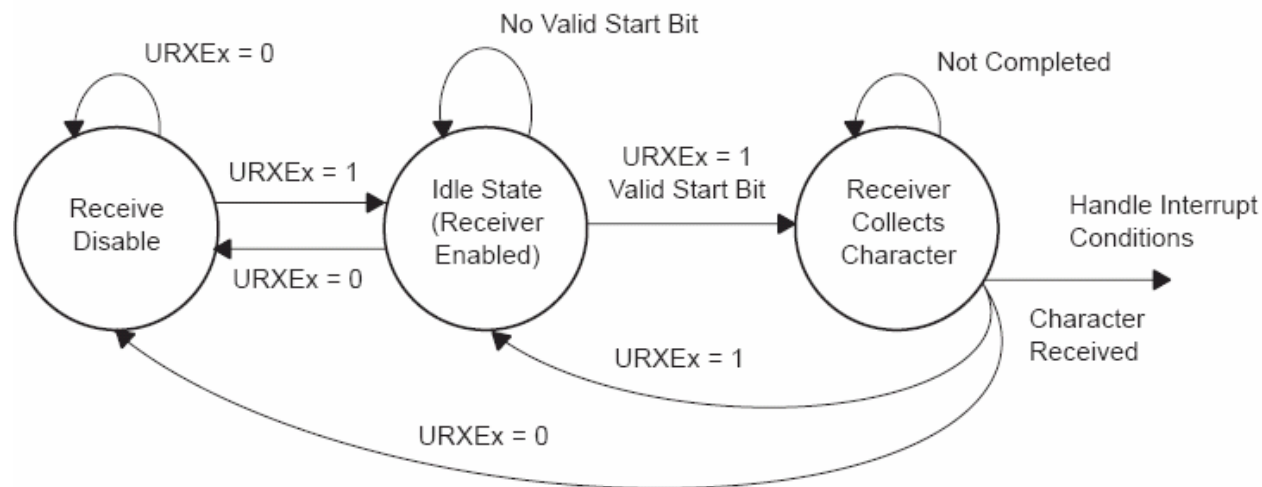 No Valid Start Bit
URXEx = 0
Not Completed
URXEx = 1
URXEx = 1
Valid Start Bit
Receive
Disable
Idle State
(Receiver
Enabled)
Receiver
Collects
Character
Handle Interrupt
Conditions
URXEx = 0
Character
Received
URXEx = 1
URXEx = 0